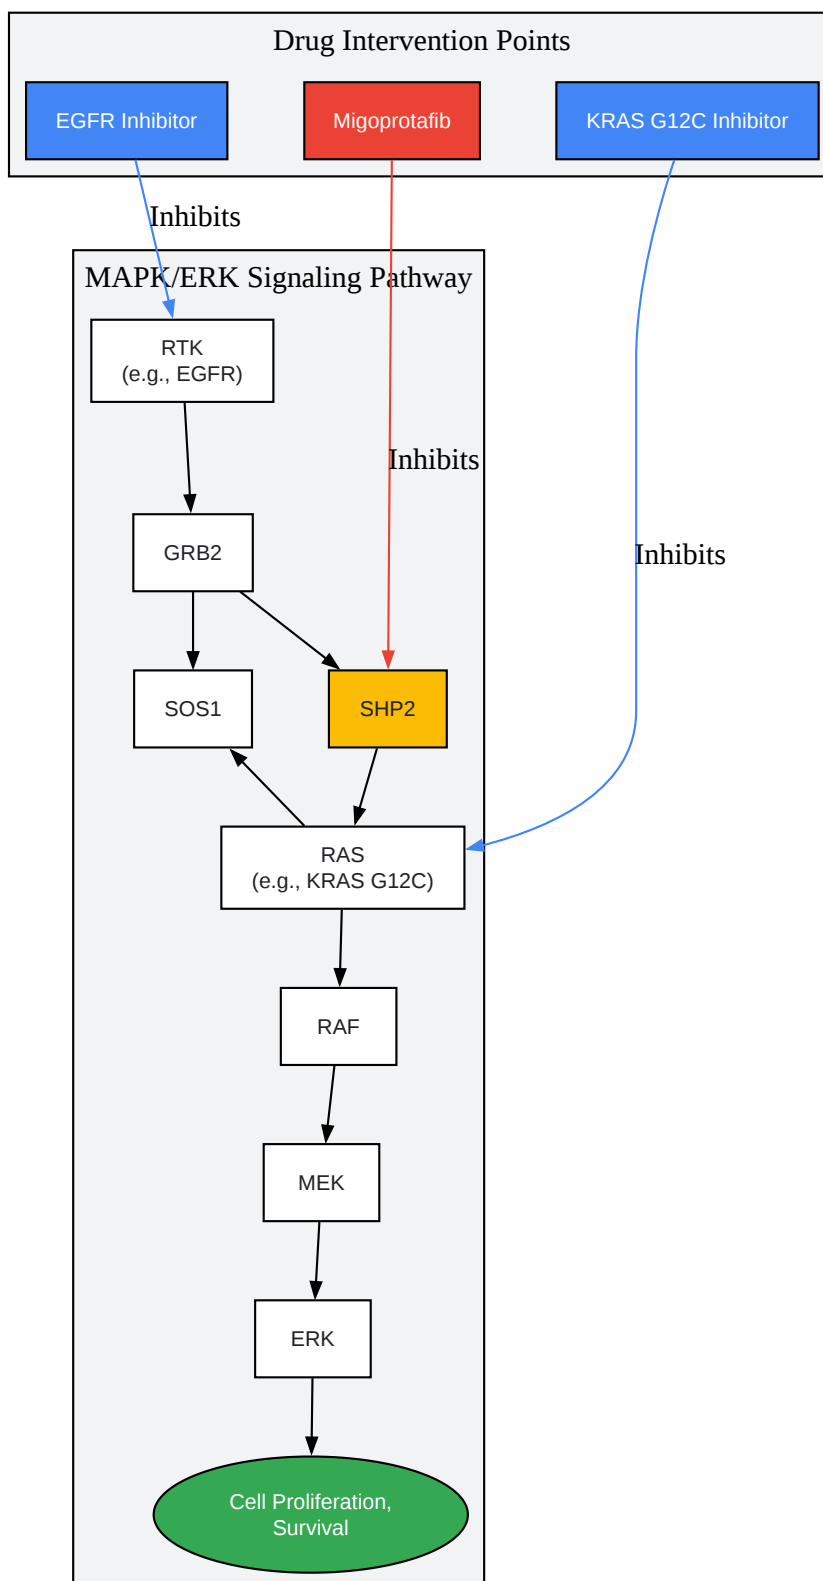 Drug Intervention Points
EGFR Inhibitor
Migoprotafib
KRAS G12C Inhibitor
Inhibits
MAPK/ERK Signaling Pathway
RTK
(e.g., EGFR)
Inhibits
GRB2
Inhibits
SOS1
SHP2
RAS
(e.g., KRAS G12C)
RAF
MEK
ERK
Cell Proliferation,
Survival